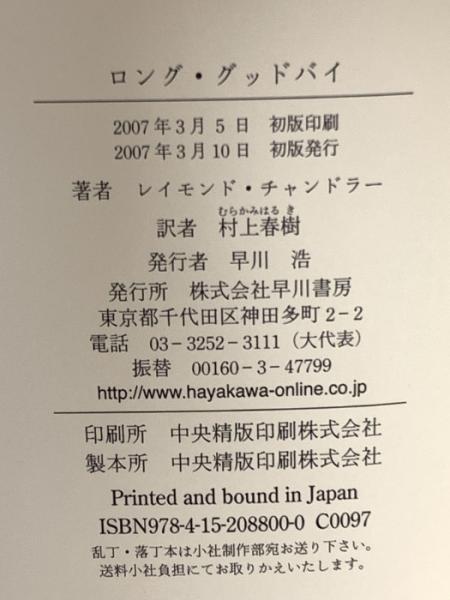 ロング・グッドバイ
2007年3月5日　初版印刷
2007年3月10日　初版発行
著者　レイモンド・チャンドラー
むらかみはるき
訳者　村上春樹
発行者　早川　浩
発行所　株式会社早川書房
東京都千代田区神田多町2－2
電話　03－3252－3111（大代表）
振替　00160－3－47799
http://www.hayakawa-online.co.jp
印刷所　中央精版印刷株式会社
製本所　中央精版印刷株式会社
Printed and bound in Japan
ISBN978-4-15-208800-0 C0097
乱丁・落丁本は小社制作部宛お送り下さい。
送料小社負担にてお取りかえいたします。